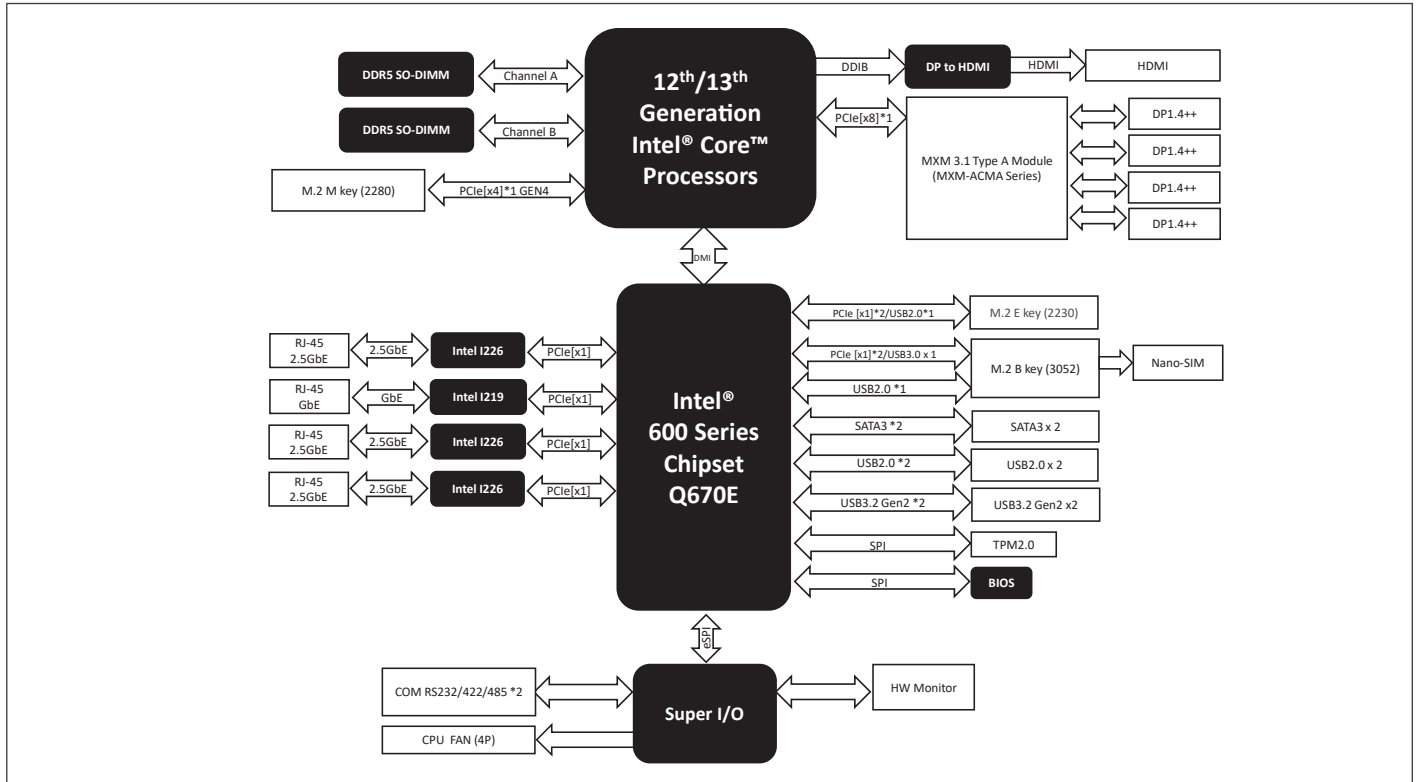 DDR5 SO-DIMM
Channel A
DDR5 SO-DIMM
Channel B
M.2 M key (2280)
PCIe[x4]*1 GEN4
12th/13th
Generation
Intel® Core™
Processors
DDIB
DP to HDMI
HDMI
HDMI
PCIe[x8]*1
MXM 3.1 Type A Module
(MXM-ACMA Series)
DP1.4++
DP1.4++
DP1.4++
DP1.4++
DMI
RJ-45
2.5GbE
2.5GbE
Intel I226
PCIe[x1]
RJ-45
GbE
GbE
Intel I219
PCIe[x1]
RJ-45
2.5GbE
2.5GbE
Intel I226
PCIe[x1]
RJ-45
2.5GbE
2.5GbE
Intel I226
PCIe[x1]
Intel®
600 Series
Chipset
Q670E
PCIe [x1]*2/USB2.0*1
M.2 E key (2230)
PCIe [x1]*2/USB3.0 x 1
M.2 B key (3052)
Nano-SIM
USB2.0 *1
SATA3 *2
SATA3 x 2
USB2.0 *2
USB2.0 x 2
USB3.2 Gen2 *2
USB3.2 Gen2 x2
SPI
TPM2.0
SPI
BIOS
eSPI
COM RS232/422/485 *2
CPU FAN (4P)
Super I/O
HW Monitor